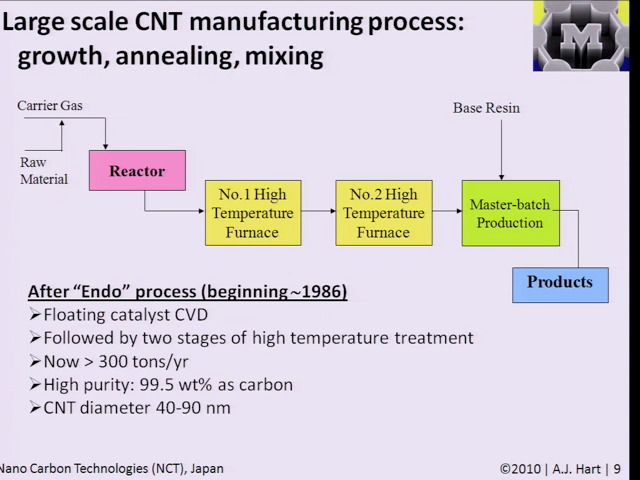 Large scale CNT manufacturing process:
growth, annealing, mixing
M
Carrier Gas
Raw
Material
Reactor
No.1 High
Temperature
Furnace
No.2 High
Temperature
Furnace
Base Resin
Master-batch
Production
Products
After “Endo” process (beginning ~1986)
➢Floating catalyst CVD
➢Followed by two stages of high temperature treatment
➢Now > 300 tons/yr
➢High purity: 99.5 wt% as carbon
➢CNT diameter 40-90 nm
Nano Carbon Technologies (NCT), Japan
©2010 | A.J. Hart | 9